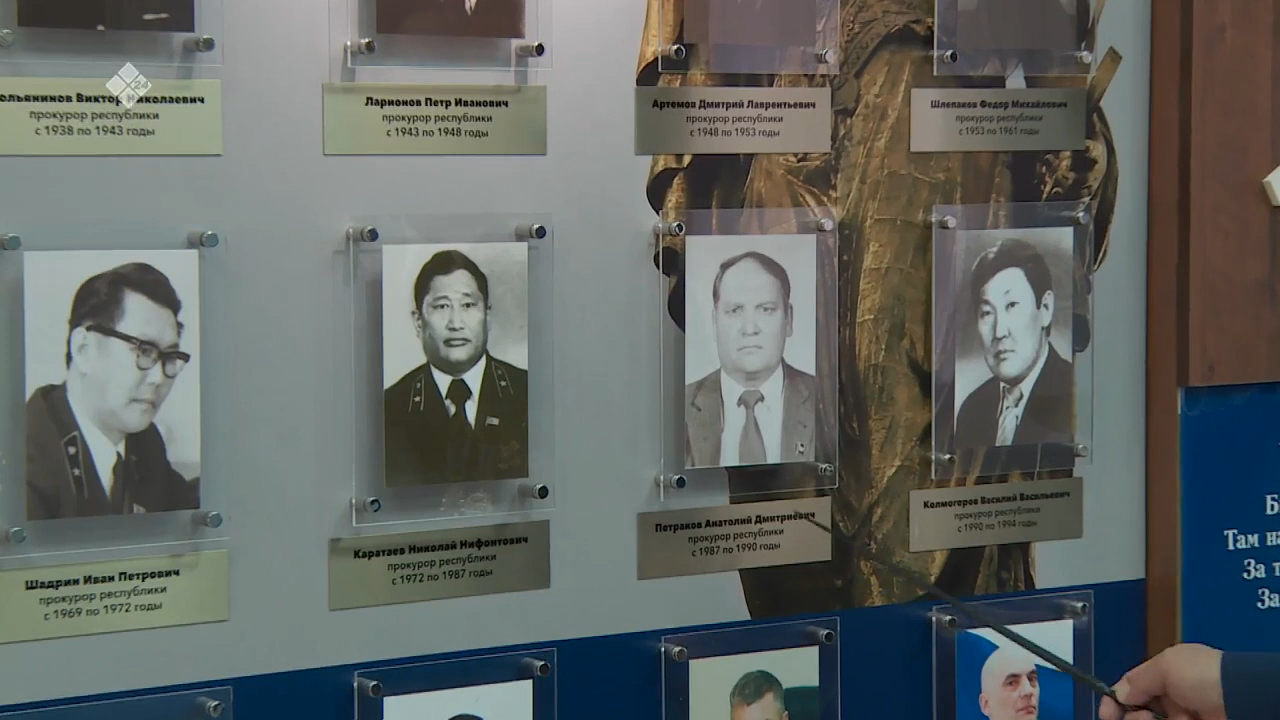 Виктор Николаевич
прокурор республики
с 1938 по 1943 годы
Ларионов Петр Иванович
прокурор республики
с 1943 по 1948 годы
Артемов Дмитрий Лаврентьевич
прокурор республики
с 1948 по 1953 годы
Шлепаков Федор Михайлович
прокурор республики
с 1953 по 1961 годы
Шадрин Иван Петрович
прокурор республики
с 1969 по 1972 годы
Каратаев Николай Нифонтович
прокурор республики
с 1972 по 1987 годы
Петраков Анатолий Дмитриевич
прокурор республики
с 1987 по 1990 годы
Колмогоров Василий Васильевич
прокурор республики
с 1990 по 1994 годы
Там
За
За
24